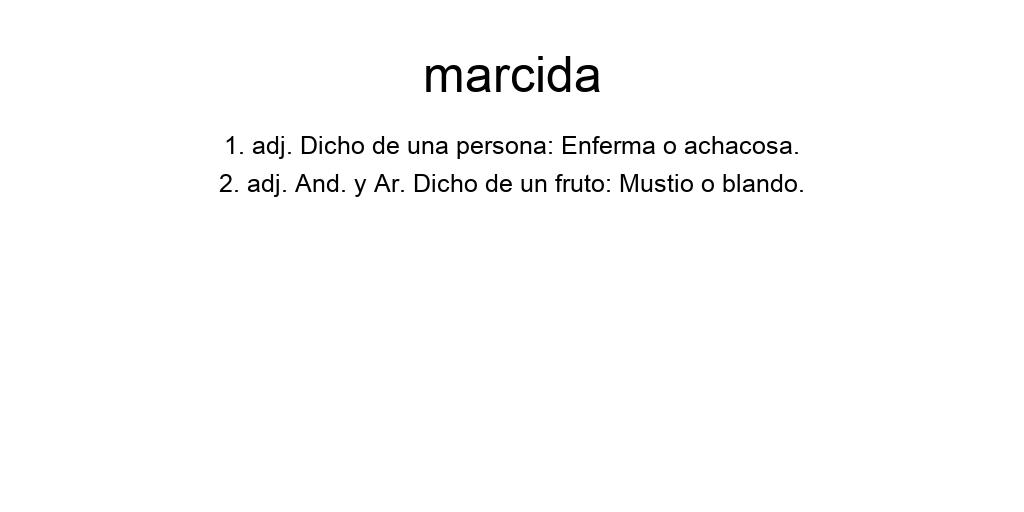 marcida
1. adj. Dicho de una persona: Enferma o achacosa.
2. adj. And. y Ar. Dicho de un fruto: Mustio o blando.